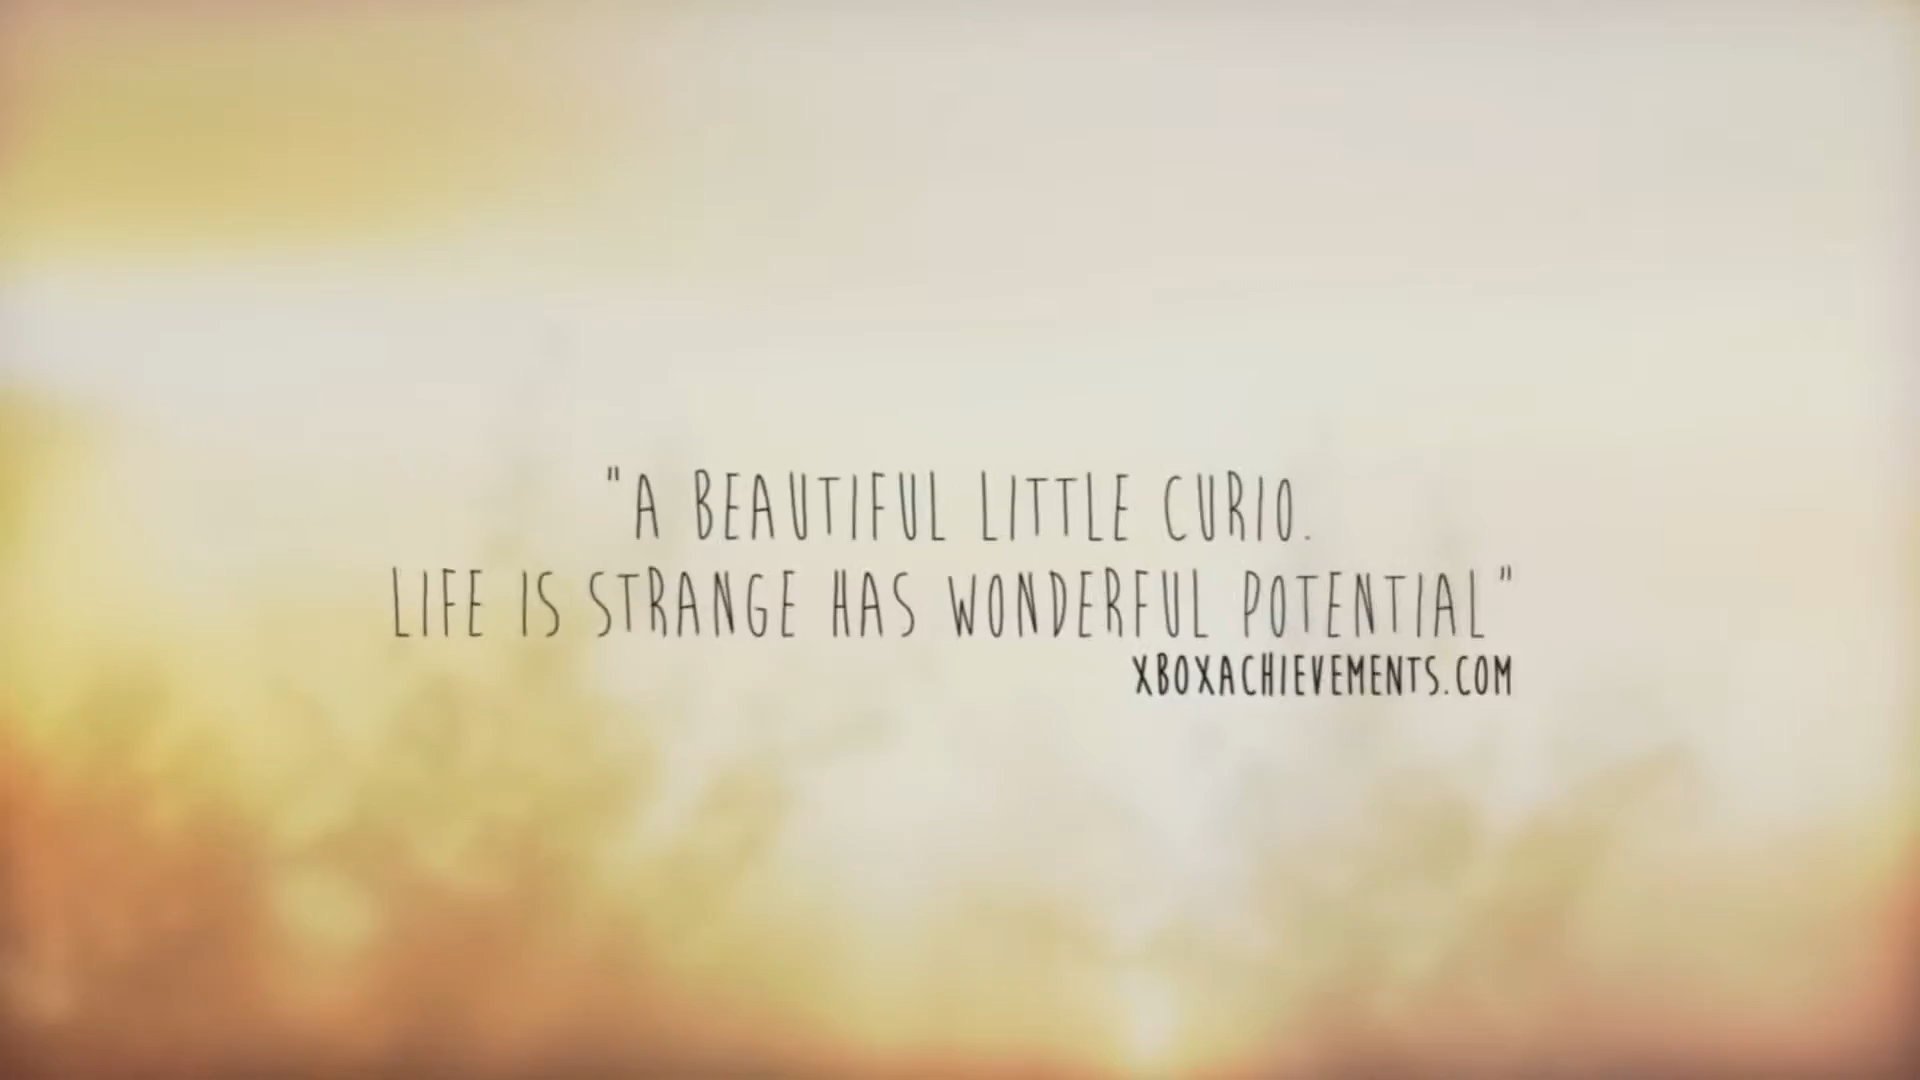 "A BEAUTIFUL LITTLE CURIO.
LIFE IS STRANGE HAS WONDERFUL POTENTIAL"
XBOXACHIEVEMENTS.COM